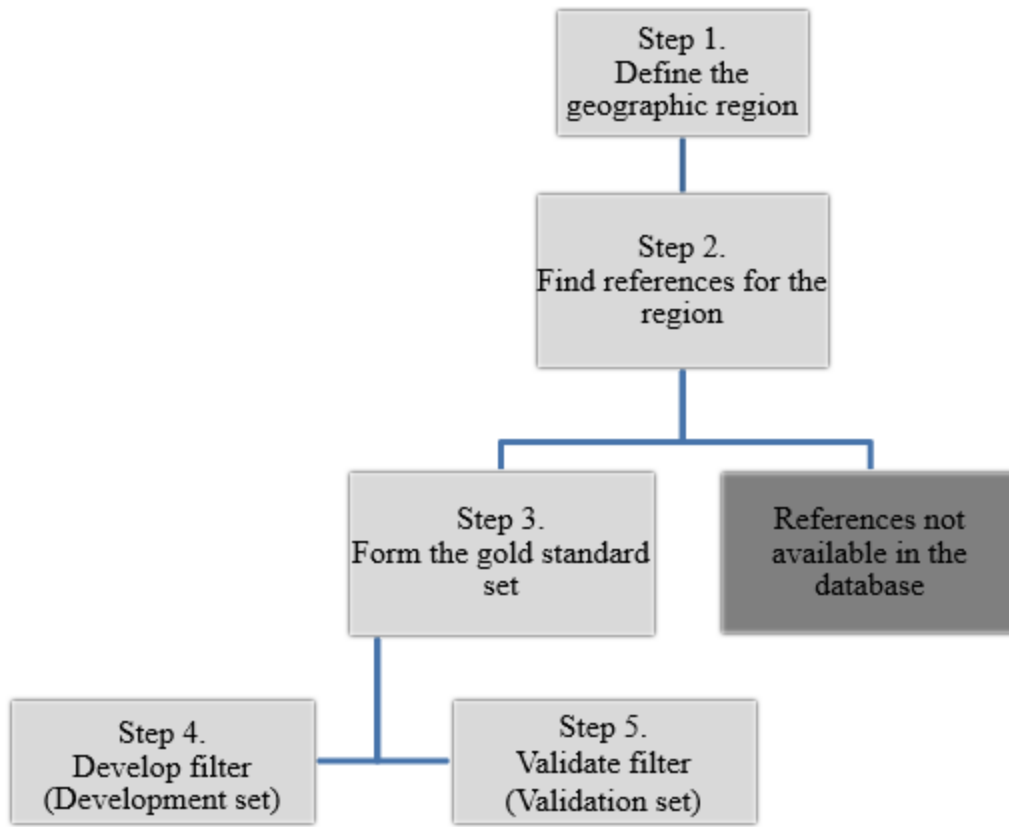 Step 1.
Define the
geographic region
Step 2.
Find references for the
region
Step 3.
Form the gold standard
set
References not
available in the
database
Step 4.
Develop filter
(Development set)
Step 5.
Validate filter
(Validation set)